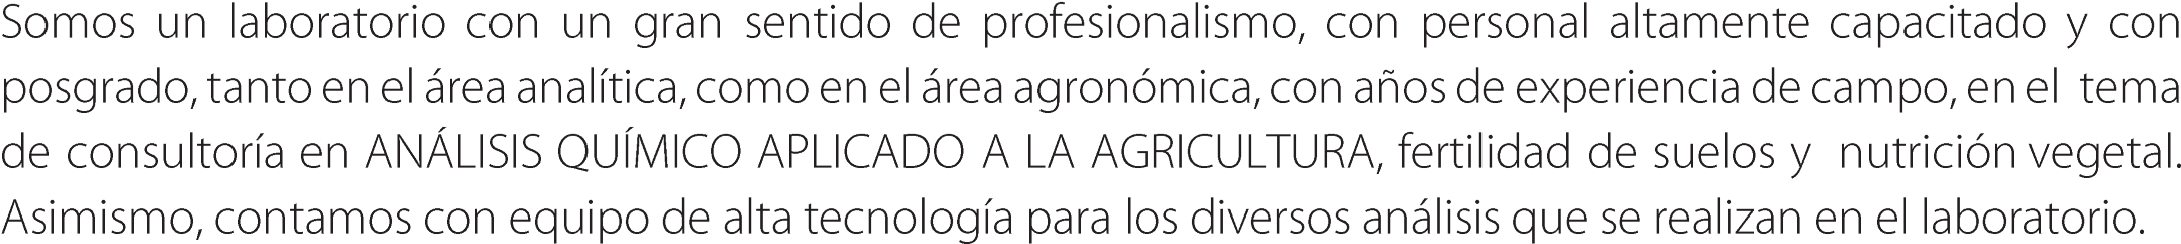 Somos un laboratorio con un gran sentido de profesionalismo, con personal altamente capacitado y con
posgrado, tanto en el área analítica, como en el área agronómica, con años de experiencia de campo, en el tema
de consultoría en ANÁLISIS QUÍMICO APLICADO A LA AGRICULTURA, fertilidad de suelos y nutrición vegetal.
Asimismo, contamos con equipo de alta tecnología para los diversos análisis que se realizan en el laboratorio.